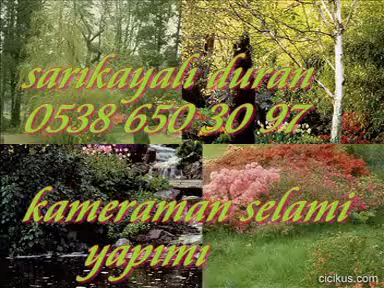 sarıkayalı duran
0538 650 30 97
kameraman selami
yapımı
cicikus.com